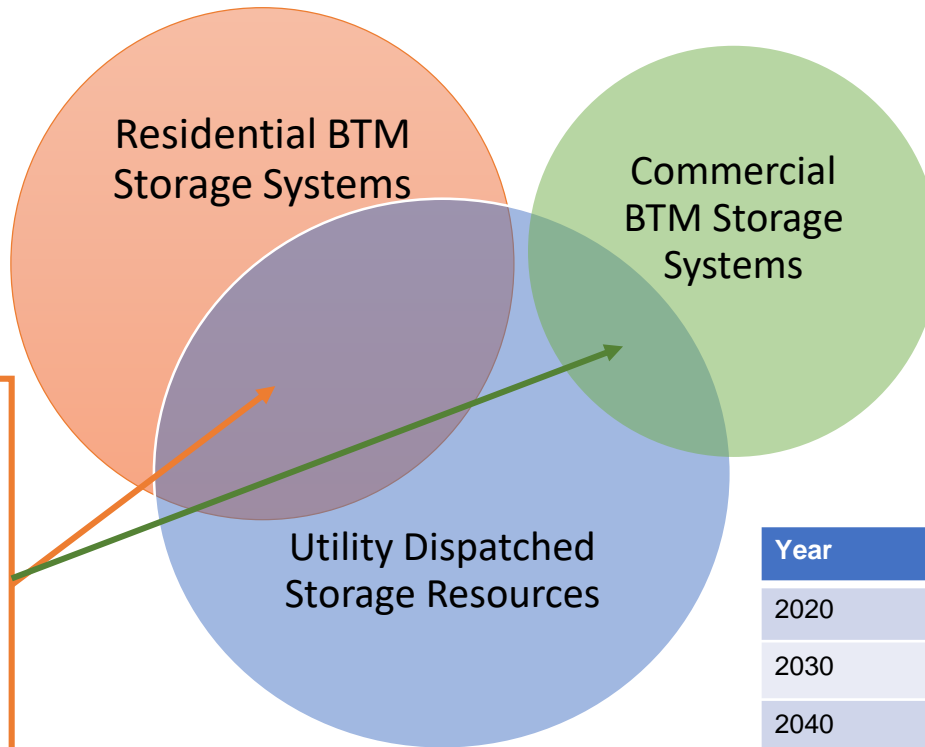 Residential BTM
Storage Systems
Commercial
BTM Storage
Systems
Utility Dispatched
Storage Resources
Year
2020
2030
2040